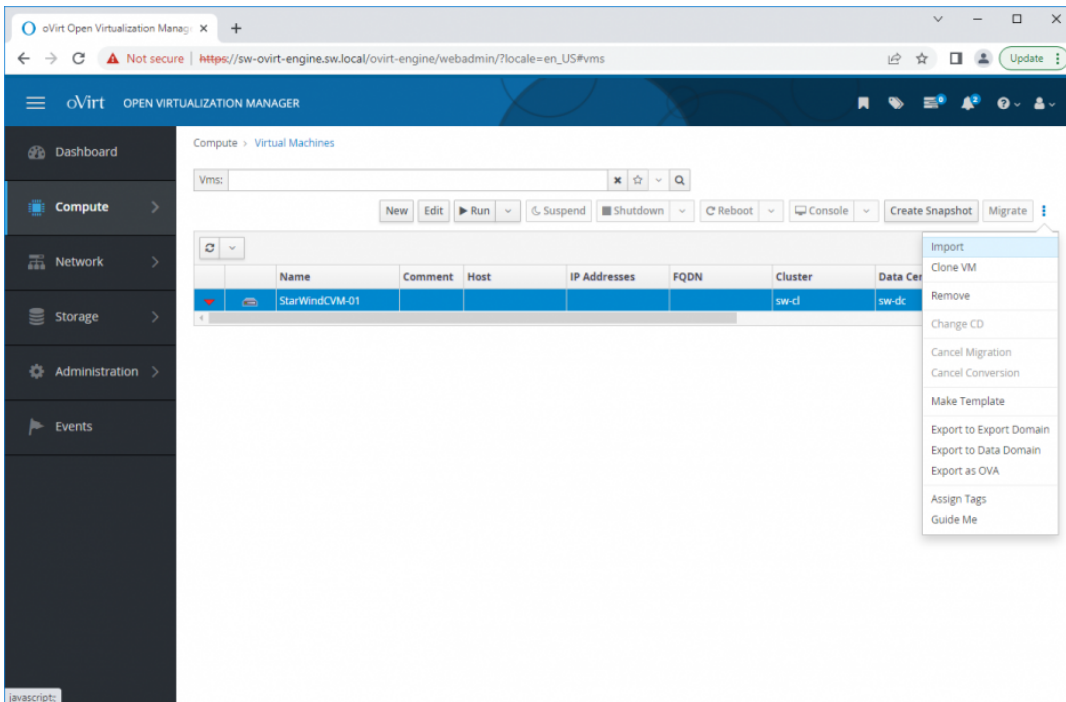 oVirt Open Virtualization Manag
Not secure https://sw-ovirt-engine.sw.local/ovirt-engine/webadmin/?locale=en_US#vms Update
oVirt OPEN VIRTUALIZATION MANAGER 0 2
Dashboard
Compute
Network
Storage
Administration
Events
Compute > Virtual Machines
Vms:
New Edit Run Suspend Shutdown Reboot Console Create Snapshot Migrate
Name Comment Host IP Addresses FQDN Cluster Data Cen
StarWindCVM-01 sw-cl sw-dc
Import
Clone VM
Remove
Change CD
Cancel Migration
Cancel Conversion
Make Template
Export to Export Domain
Export to Data Domain
Export as OVA
Assign Tags
Guide Me
javascript:;